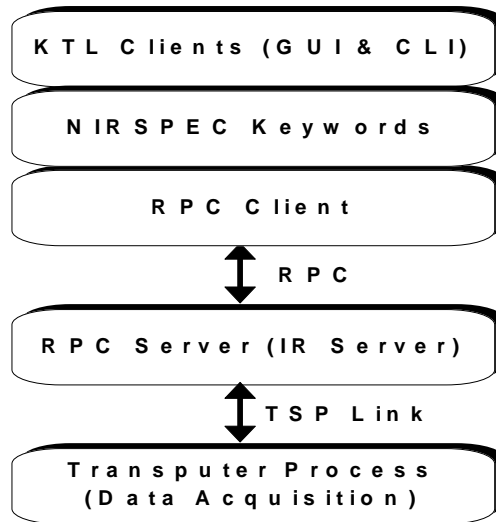 KTL Clients (GUI & CLI)
NIRSPEC Keywords
RPC Client
RPC
RPC Server (IR Server)
TSP Link
Transputer Process
(Data Acquisition)